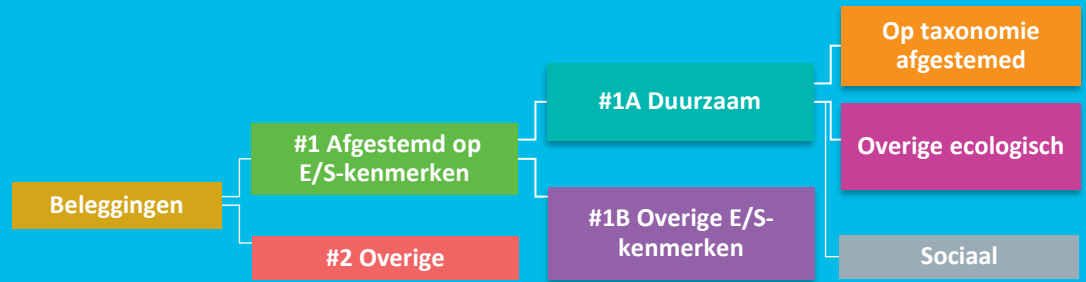 Beleggingen
#1 Afgestemd op
E/S-kenmerken
#2 Overige
#1A Duurzaam
#1B Overige E/S-
kenmerken
Op taxonomie
afgestemed
Overige ecologisch
Sociaal